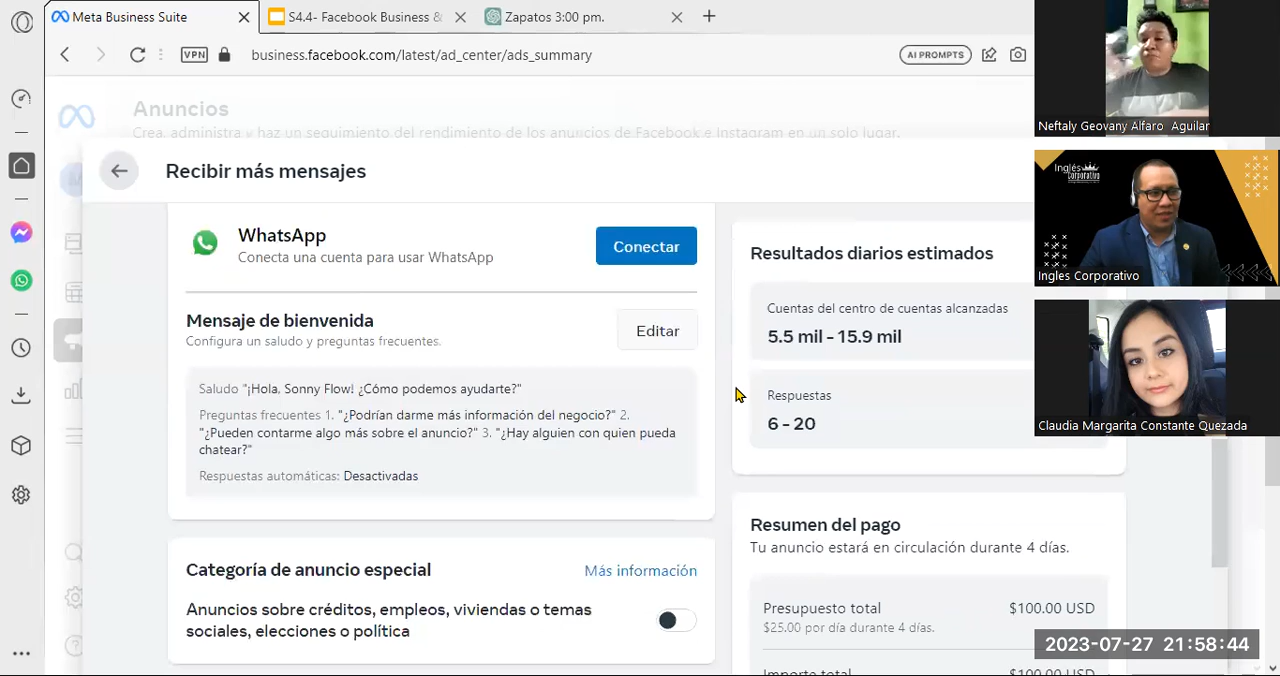 Meta Business Suite
S4.4- Facebook Business &
Zapatos 3:00 pm.
VPN
business.facebook.com/latest/ad_center/ads_summary
AI PROMPTS
Anuncios
Crea, administra y haz un seguimiento del rendimiento de los anuncios de Facebook e Instagram en un solo lugar.
Recibir más mensajes
WhatsApp
Conecta una cuenta para usar WhatsApp
Conectar
Mensaje de bienvenida
Configura un saludo y preguntas frecuentes.
Editar
Saludo "¡Hola, Sonny Flow! ¿Cómo podemos ayudarte?"
Preguntas frecuentes 1. "¿Podrían darme más información del negocio?" 2.
"¿Pueden contarme algo más sobre el anuncio?" 3. "¿Hay alguien con quien pueda
chatear?"
Respuestas automáticas: Desactivadas
Categoría de anuncio especial
Más información
Anuncios sobre créditos, empleos, viviendas o temas
sociales, elecciones o política
Resultados diarios estimados
Cuentas del centro de cuentas alcanzadas
5.5 mil - 15.9 mil
Respuestas
6 - 20
Resumen del pago
Tu anuncio estará en circulación durante 4 días.
Presupuesto total
$100.00 USD
$25.00 por día durante 4 días.
Importe total
$100.00 USD
Neftaly Geovany Alfaro Aguilar
Inglés
Corporativo
Ingles Corporativo
Claudia Margarita Constante Quezada
2023-07-27 21:58:44